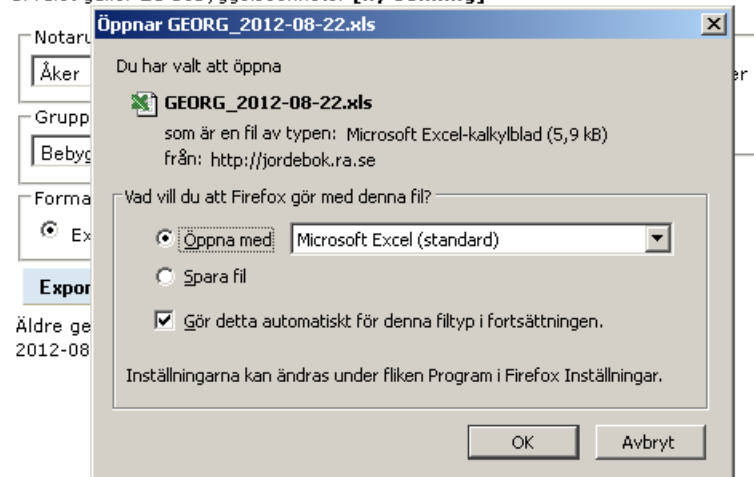 Öppnar GEORG_2012-08-22.xls
Notaru
Åker
er
Du har valt att öppna
GEORG_2012-08-22.xls
som är en fil av typen: Microsoft Excel-kalkylblad (5,9 kB)
från: http://jordebok.ra.se
Grupp
Bebyg
Forma
Ex
Vad vill du att Firefox gör med denna fil?
Öppna med Microsoft Excel (standard)
Spara fil
Gör detta automatiskt för denna filtyp i fortsättningen.
Inställningarna kan ändras under fliken Program i Firefox Inställningar.
Expor
Äldre ge
2012-08
OK Avbryt